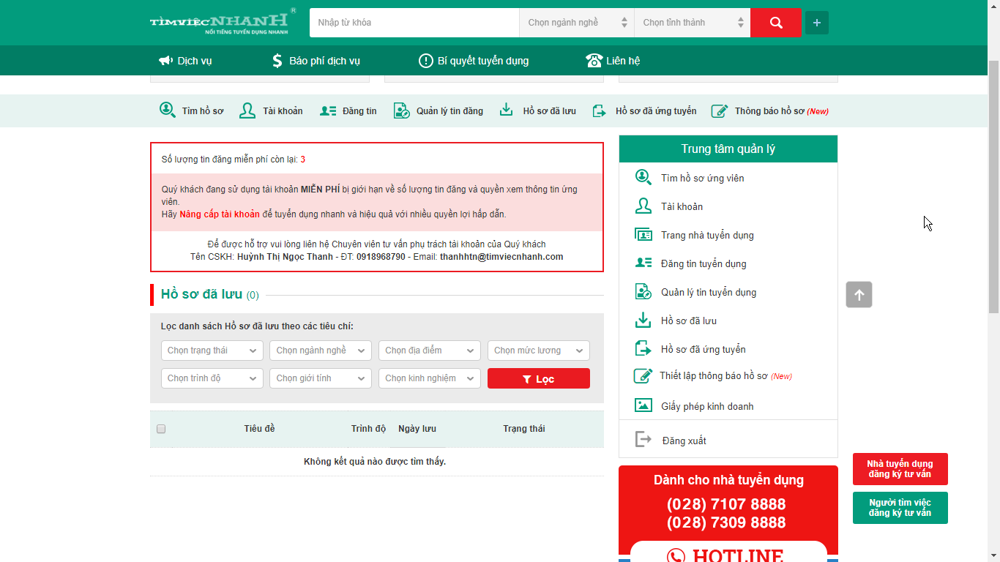 TÌMVIỆCNHANH ®
NỔI TIẾNG TUYỂN DỤNG NHANH
Nhập từ khóa
Chọn ngành nghề
Chọn tỉnh thành
+
Dịch vụ
Báo phí dịch vụ
Bí quyết tuyển dụng
Liên hệ
Tìm hồ sơ
Tài khoản
Đăng tin
Quản lý tin đăng
Hồ sơ đã lưu
Hồ sơ đã ứng tuyển
Thông báo hồ sơ (New)
Số lượng tin đăng miễn phí còn lại: 3
Quý khách đang sử dụng tài khoản MIỄN PHÍ bị giới hạn về số lượng tin đăng và quyền xem thông tin ứng
viên.
Hãy Nâng cấp tài khoản để tuyển dụng nhanh và hiệu quả với nhiều quyền lợi hấp dẫn.
Để được hỗ trợ vui lòng liên hệ Chuyên viên tư vấn phụ trách tài khoản của Quý khách
Tên CSKH: Huỳnh Thị Ngọc Thanh - ĐT: 0918968790 - Email: thanhhtn@timviecnhanh.com
Hồ sơ đã lưu (0)
Lọc danh sách Hồ sơ đã lưu theo các tiêu chí:
Chọn trạng thái
Chọn ngành nghề
Chọn địa điểm
Chọn mức lương
Chọn trình độ
Chọn giới tính
Chọn kinh nghiệm
Lọc
Tiêu đề
Trình độ
Ngày lưu
Trạng thái
Không kết quả nào được tìm thấy.
Trung tâm quản lý
Tìm hồ sơ ứng viên
Tài khoản
Trang nhà tuyển dụng
Đăng tin tuyển dụng
Quản lý tin tuyển dụng
Hồ sơ đã lưu
Hồ sơ đã ứng tuyển
Thiết lập thông báo hồ sơ (New)
Giấy phép kinh doanh
Đăng xuất
Dành cho nhà tuyển dụng
(028) 7107 8888
(028) 7309 8888
HOTLINE
Nhà tuyển dụng
đăng ký tư vấn
Người tìm việc
đăng ký tư vấn